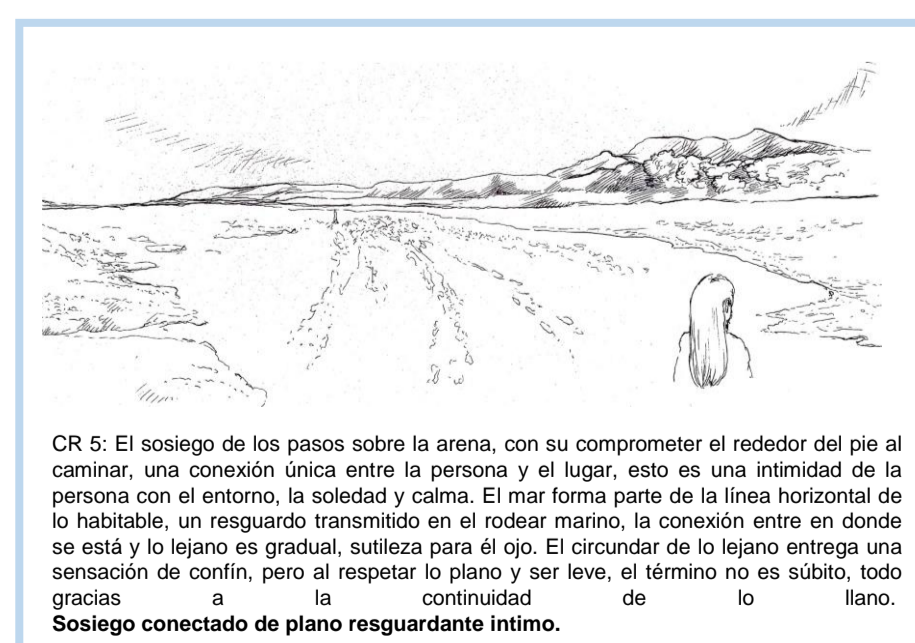 CR 5: El sosiego de los pasos sobre la arena, con su comprometer el rededor del pie al
caminar, una conexión única entre la persona y el lugar, esto es una intimidad de la
persona con el entorno, la soledad y calma. El mar forma parte de la línea horizontal de
lo habitable, un resguardo transmitido en el rodear marino, la conexión entre en donde
se está y lo lejano es gradual, sutileza para él ojo. El circundar de lo lejano entrega una
sensación de confín, pero al respetar lo plano y ser leve, el término no es súbito, todo
gracias a la continuidad de lo llano.
Sosiego conectado de plano resguardante intimo.